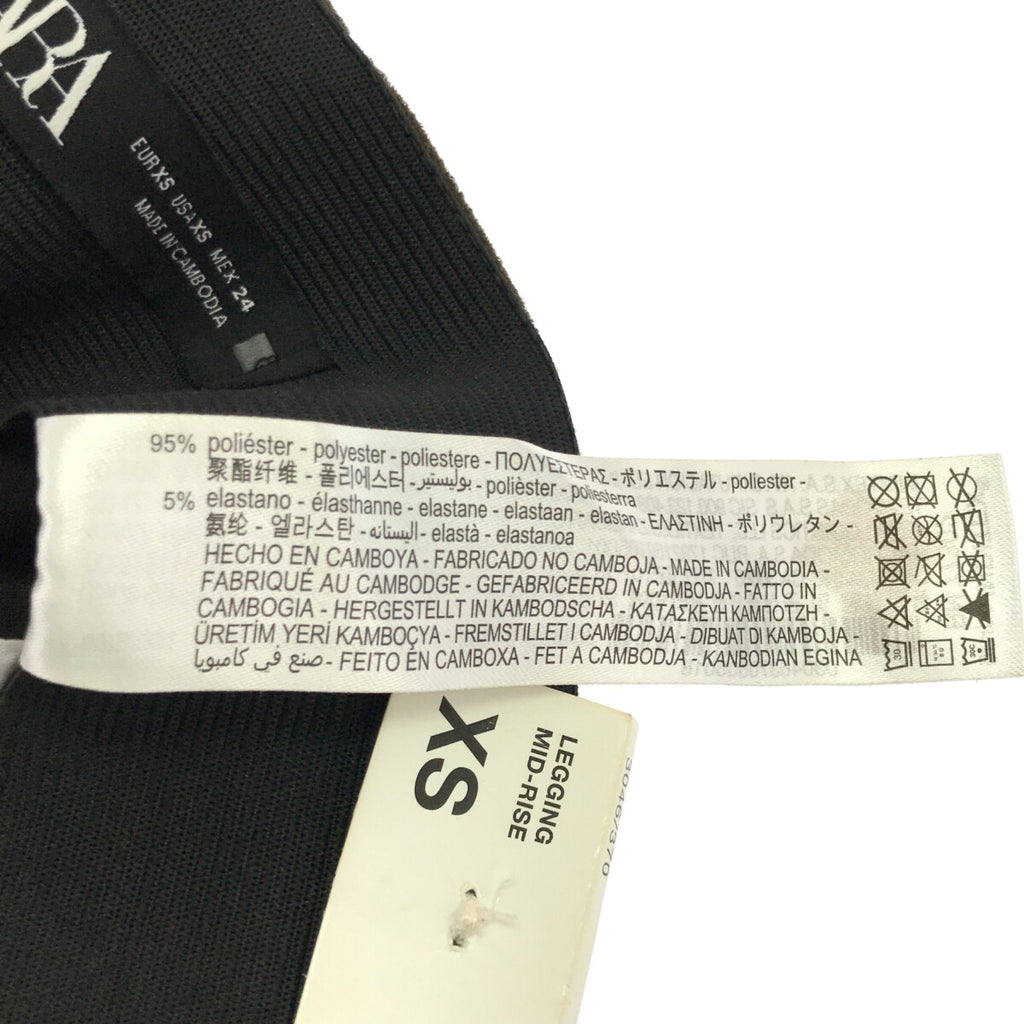 ZARA
EUR XS USA XS MEX 24
MADE IN CAMBODIA
95% poliéster - polyester - poliestere - ΠΟΛΥΕΣΤΕΡΑΣ - ポリエステル - poliester -
聚酯纤维 - 폴리에스터 - بوليستير - polièster - poliesterra
5% elastano - élasthanne - elastane - elastaan - elastan - ΕΛΑΣΤΙΝΗ - ポリウレタン -
氨纶 - 엘라스탄 - اليستانه - elastà - elastanoa
HECHO EN CAMBOYA - FABRICADO NO CAMBOJA - MADE IN CAMBODIA -
FABRIQUÉ AU CAMBODGE - GEFABRICEERD IN CAMBODJA - FATTO IN
CAMBOGIA - HERGESTELLT IN KAMBODSCHA - ΚΑΤΑΣΚΕΥΗ ΚΑΜΠΟΤΖΗ -
ÜRETİM YERİ KAMBOÇYA - FREMSTILLET I CAMBODJA - DIBUAT DI KAMBOJA -
صنع في كامبوبا - FEITO EN CAMBOXA - FET A CAMBODJA - KANBODIAN EGINA
30
XS
LEGGING
MID-RISE
3046/370